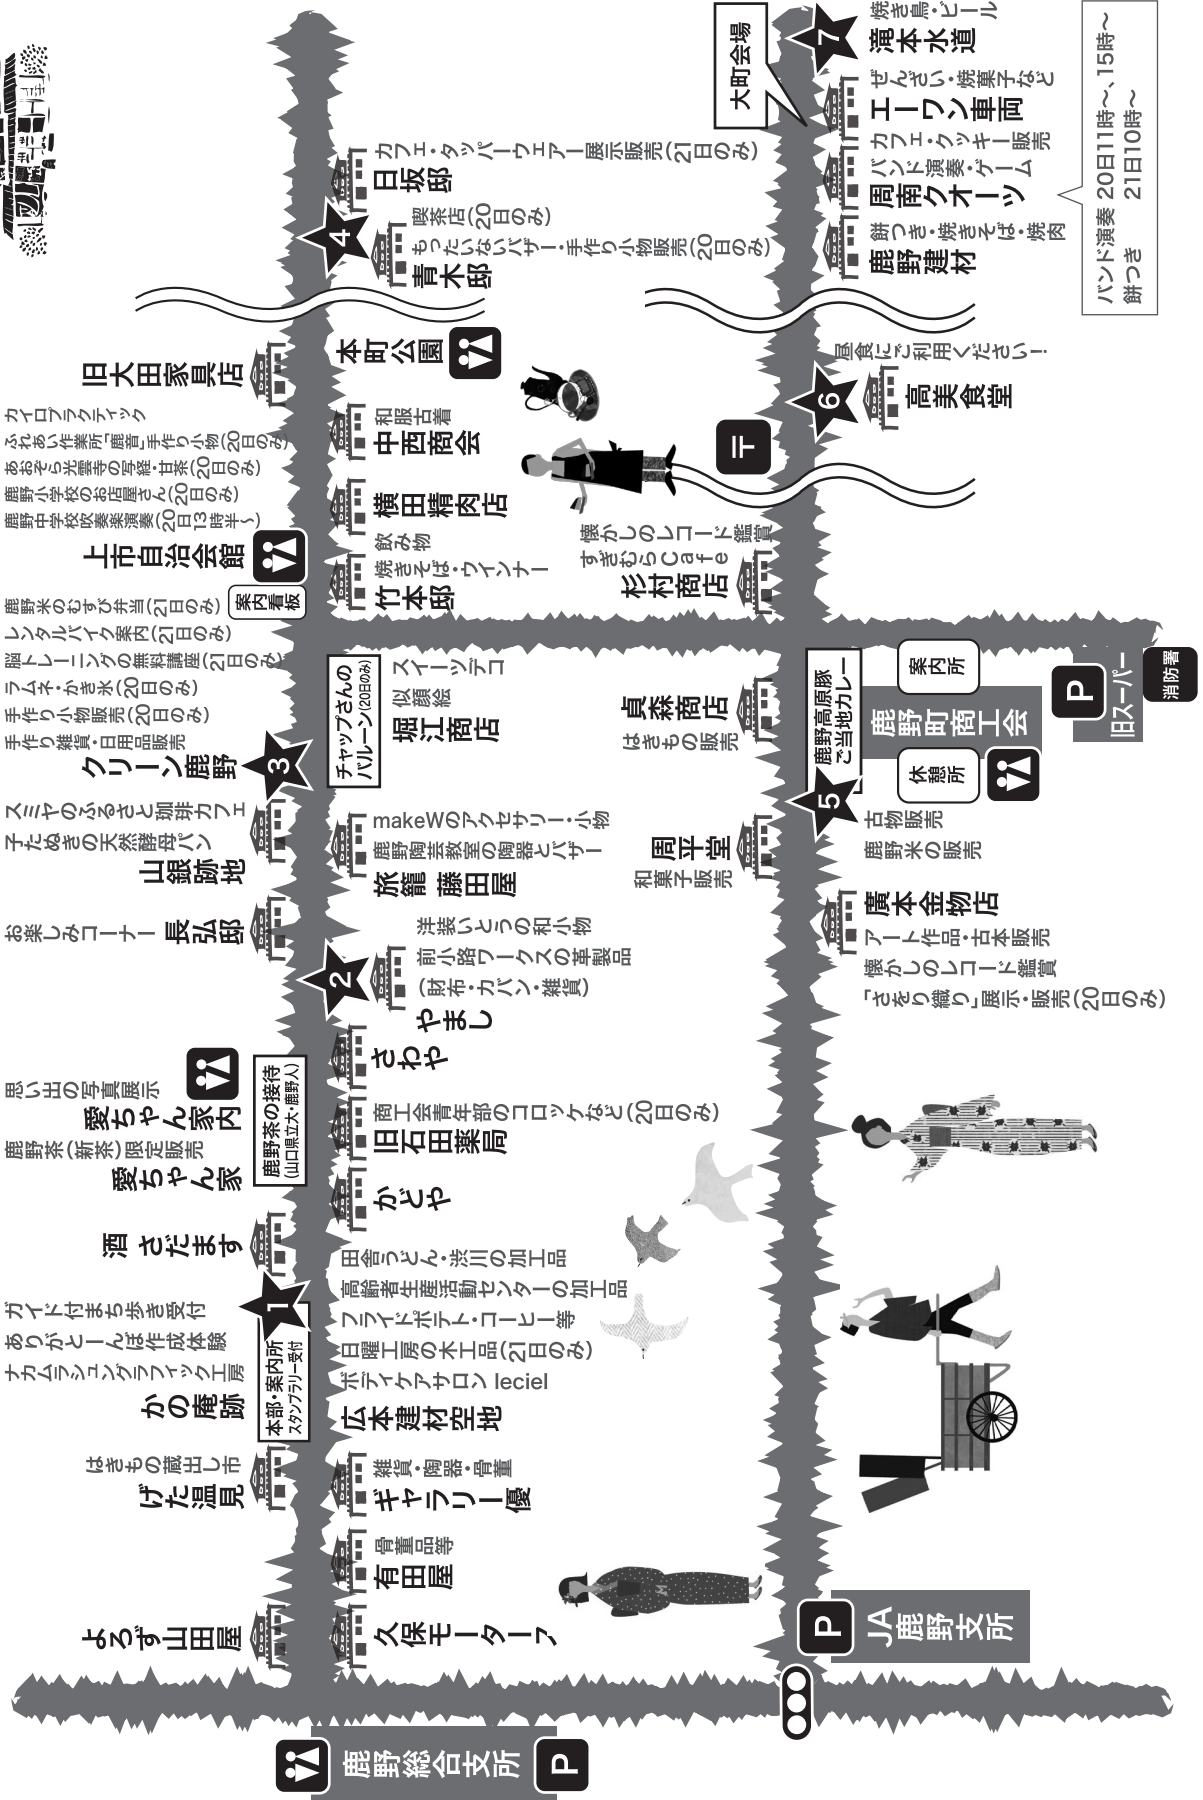 鹿野総合支所
P
よろず山田屋
久保モータース
骨董品等
有田屋
はきもの蔵出し市
げた温見
雑貨・陶器・骨董
ギャラリー優
ガイド付まち歩き受付
ありがとーんぼ作成体験
ナカムラシュングラフィック工房
かの庵跡
1
本部・案内所
スタンプラリー受付
田舎うどん・渋川の加工品
高齢者生産活動センターの加工品
フライドポテト・コーヒー等
日曜工房の木工品(21日のみ)
ボディケアサロン leciel
広本建材空地
酒 さだます
かどや
思い出の写真展示
愛ちゃん家内
鹿野茶(新茶)限定販売
愛ちゃん家
鹿野茶の接待
(山口県立大・鹿野人)
商工会青年部のコロッケなど(20日のみ)
旧石田薬局
さわや
2
洋装いとうの和小物
前小路ワークスの革製品
(財布・カバン・雑貨)
やまし
お楽しみコーナー 長弘邸
スミヤのふるさと珈琲カフェ
子たぬきの天然酵母パン
山銀跡地
makeWのアクセサリー・小物
鹿野陶芸教室の陶器とバザー
旅籠 藤田屋
鹿野米のむすび弁当(21日のみ)
レンタルバイク案内(21日のみ)
脳トレーニングの無料講座(21日のみ)
ラムネ・かき氷(20日のみ)
手作り小物販売(20日のみ)
手作り雑貨・日用品販売
クリーン鹿野
3
チャップさんの
バルーン(20日のみ)
スイーツデコ
似顔絵
堀江商店
カイロプラクティック
ふれあい作業所「鹿音」手作り小物(20日のみ)
あおぞら光霊寺の写経・甘茶(20日のみ)
鹿野小学校のお店屋さん(20日のみ)
鹿野中学校吹奏楽演奏(20日13時半~)
上市自治会館
案内
看板
飲み物
焼きそば・ウインナー
竹本邸
横田精肉店
和服古着
中西商会
旧大田家具店
本町公園
喫茶店(20日のみ)
もったいないバザー・手作り小物販売(20日のみ)
青木邸
4
カフェ・タッパーウェアー展示販売(21日のみ)
日坂邸
P
JA鹿野支所
廣本金物店
アート作品・古本販売
懐かしのレコード鑑賞
「さをり織り」展示・販売(20日のみ)
周平堂
和菓子販売
5
古物販売
鹿野米の販売
鹿野高原豚
ご当地カレー
鹿野町商工会
休憩所
案内所
貞森商店
はきもの販売
P
旧スーパー
消防署
懐かしのレコード鑑賞
すぎむらCafe
杉村商店
〒
6
昼食にご利用ください!
高美食堂
餅つき・焼きそば・焼肉
鹿野建材
バンド演奏・ゲーム
周南クオーツ
カフェ・クッキー販売
ぜんざい・焼菓子など
エーワン車両
大町会場
7
焼き鳥・ビール
滝本水道
バンド演奏 20日11時～、15時～
餅つき 21日10時～